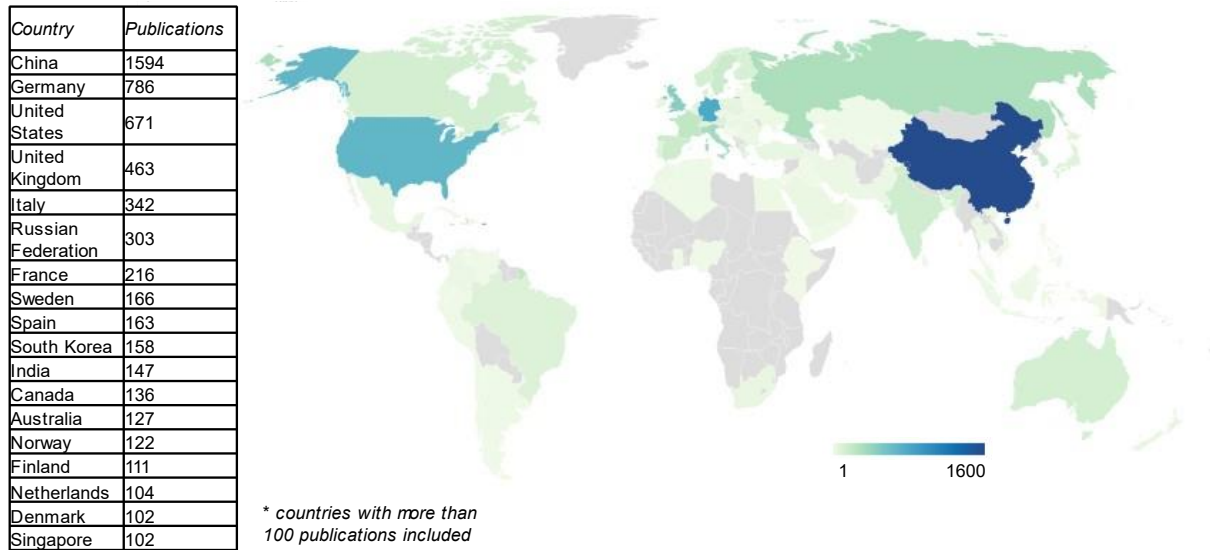 Country Publications
China 1594
Germany 786
United
States 671
United
Kingdom 463
Italy 342
Russian
Federation 303
France 216
Sweden 166
Spain 163
South Korea 158
India 147
Canada 136
Australia 127
Norway 122
Finland 111
Netherlands 104
Denmark 102
Singapore 102
1 1600
* countries with more than
100 publications included